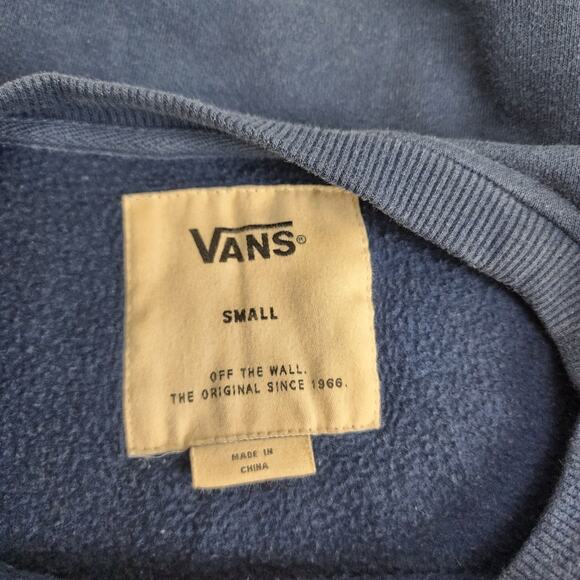 VANS®
SMALL
OFF THE WALL.
THE ORIGINAL SINCE 1966.
MADE IN
CHINA